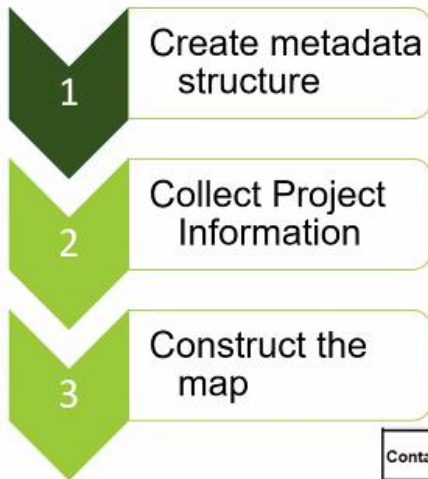 1
Create metadata
structure
2
Collect Project
Information
3
Construct the
map